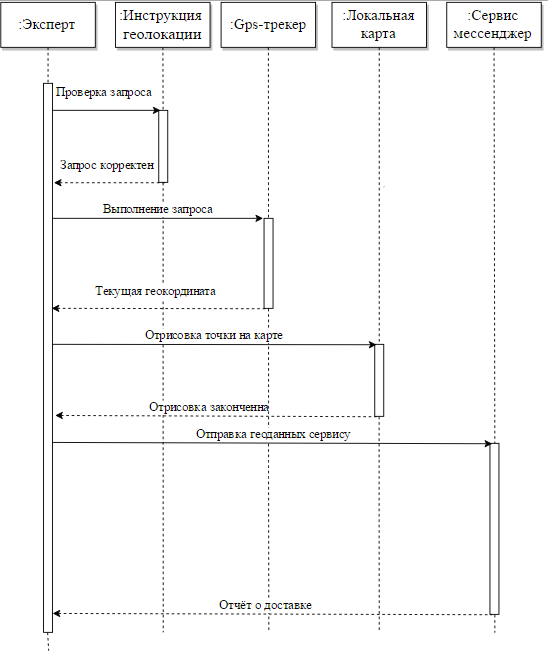 :Эксперт
:Инструкция
геолокации
:Gps-трекер
:Локальная
карта
:Сервис
мессенджер
Проверка запроса
Запрос корректен
Выполнение запроса
Текущая геокордината
Отрисовка точки на карте
Отрисовка законченна
Отправка геоданных сервису
Отчёт о доставке